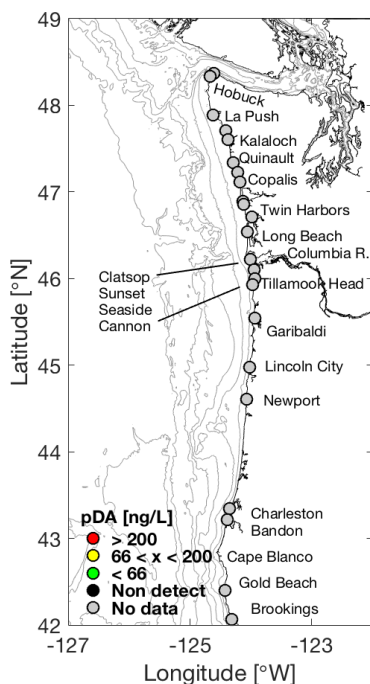 49
48
47
46
45
44
43
42
Latitude [°N]
Hobuck
La Push
Kalaloch
Quinault
Copalis
Twin Harbors
Long Beach
Columbia R.
Clatsop
Sunset
Seaside
Cannon
Tillamook Head
Garibaldi
Lincoln City
Newport
Charleston
Bandon
Cape Blanco
Gold Beach
Brookings
pDA [ng/L]
> 200
66 < x < 200
< 66
Non detect
No data
-127
-125
-123
Longitude [°W]